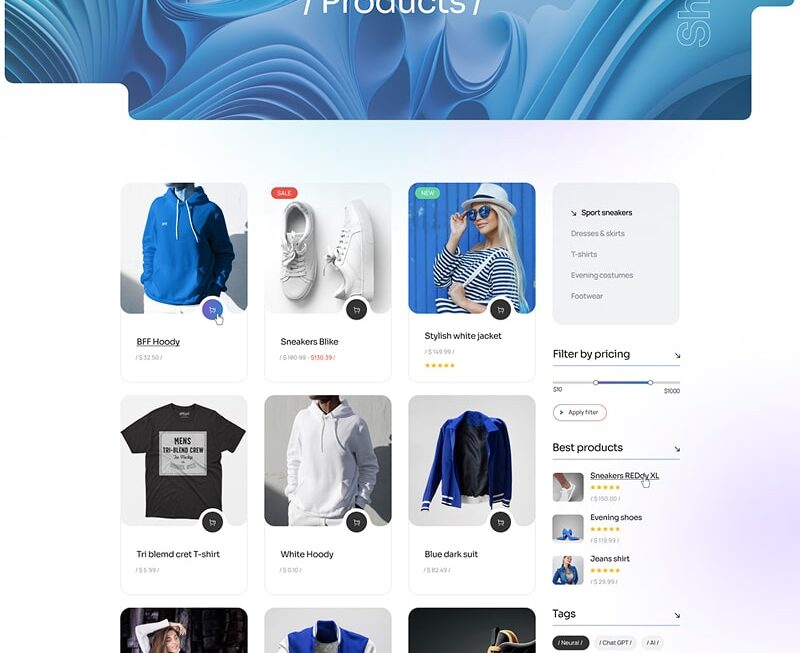 / Products /
Sh
SALE
NEW
BFF Hoody
/ $ 32.50 /
Sneakers Blike
/ $ 180.99 - $130.39 /
Stylish white jacket
/ $ 149.99 /
MENS
TRI-BLEND CREW
Tri blemd cret T-shirt
/ $ 5.99 /
White Hoody
/ $ 0.10 /
Blue dark suit
/ $ 82.49 /
Sport sneakers
Dresses & skirts
T-shirts
Evening costumes
Footwear
Filter by pricing
$10
$1000
Apply filter
Best products
Sneakers REDdy XL
/ $ 150.00 /
Evening shoes
/ $ 119.99 /
Jeans shirt
/ $ 29.99 /
Tags
/ Neural / / Chat GPT / / AI /